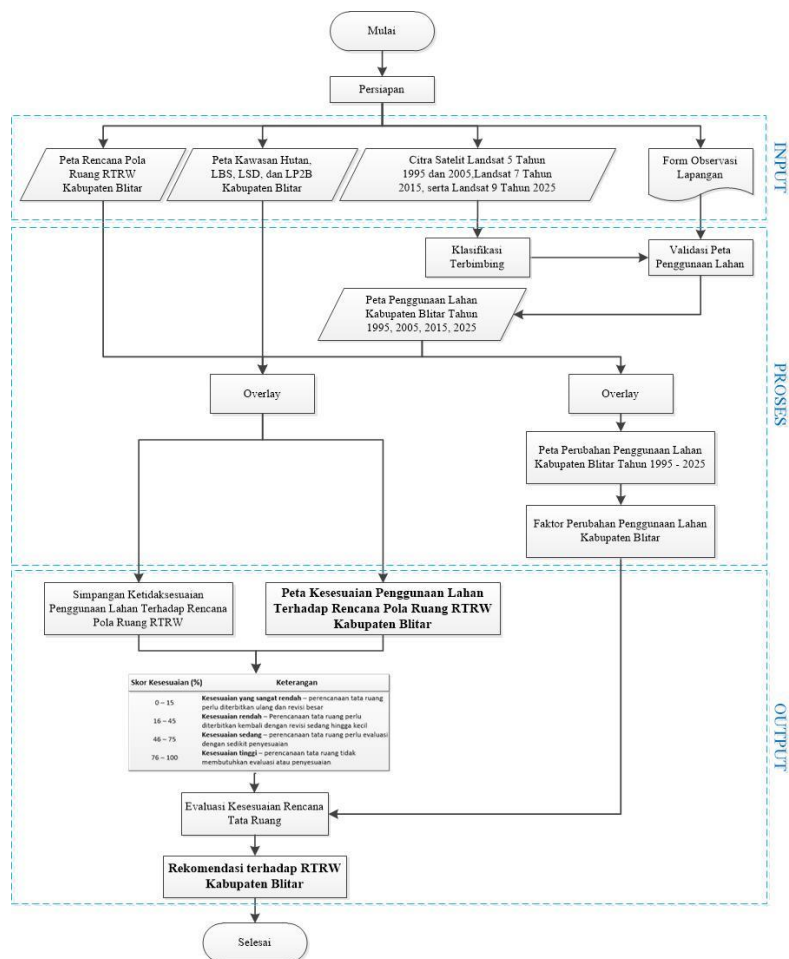 Mulai
Persiapan
INPUT
Peta Rencana Pola
Ruang RTRW
Kabupaten Blitar
Peta Kawasan Hutan,
LBS, LSD, dan LP2B
Kabupaten Blitar
Citra Satelit Landsat 5 Tahun
1995 dan 2005,Landsat 7 Tahun
2015, serta Landsat 9 Tahun 2025
Form Observasi
Lapangan
PROSES
Klasifikasi
Terbimbing
Validasi Peta
Penggunaan Lahan
Peta Penggunaan Lahan
Kabupaten Blitar Tahun
1995, 2005, 2015, 2025
Overlay
Overlay
Peta Perubahan Penggunaan Lahan
Kabupaten Blitar Tahun 1995 - 2025
Faktor Perubahan Penggunaan Lahan
Kabupaten Blitar
OUTPUT
Simpangan Ketidaksesuaian
Penggunaan Lahan Terhadap Rencana
Pola Ruang RTRW
Peta Kesesuaian Penggunaan Lahan
Terhadap Rencana Pola Ruang RTRW
Kabupaten Blitar
Skor Kesesuaian (%) Keterangan
0 – 15 Kesesuaian yang sangat rendah – perencanaan tata ruang
perlu diterbitkan ulang dan revisi besar
16 – 45 Kesesuaian rendah – Perencanaan tata ruang perlu
diterbitkan kembali dengan revisi sedang hingga kecil
46 – 75 Kesesuaian sedang – perencanaan tata ruang perlu evaluasi
dengan sedikit penyesuaian
76 – 100 Kesesuaian tinggi – perencanaan tata ruang tidak
membutuhkan evaluasi atau penyesuaian
Evaluasi Kesesuaian Rencana
Tata Ruang
Rekomendasi terhadap RTRW
Kabupaten Blitar
Selesai